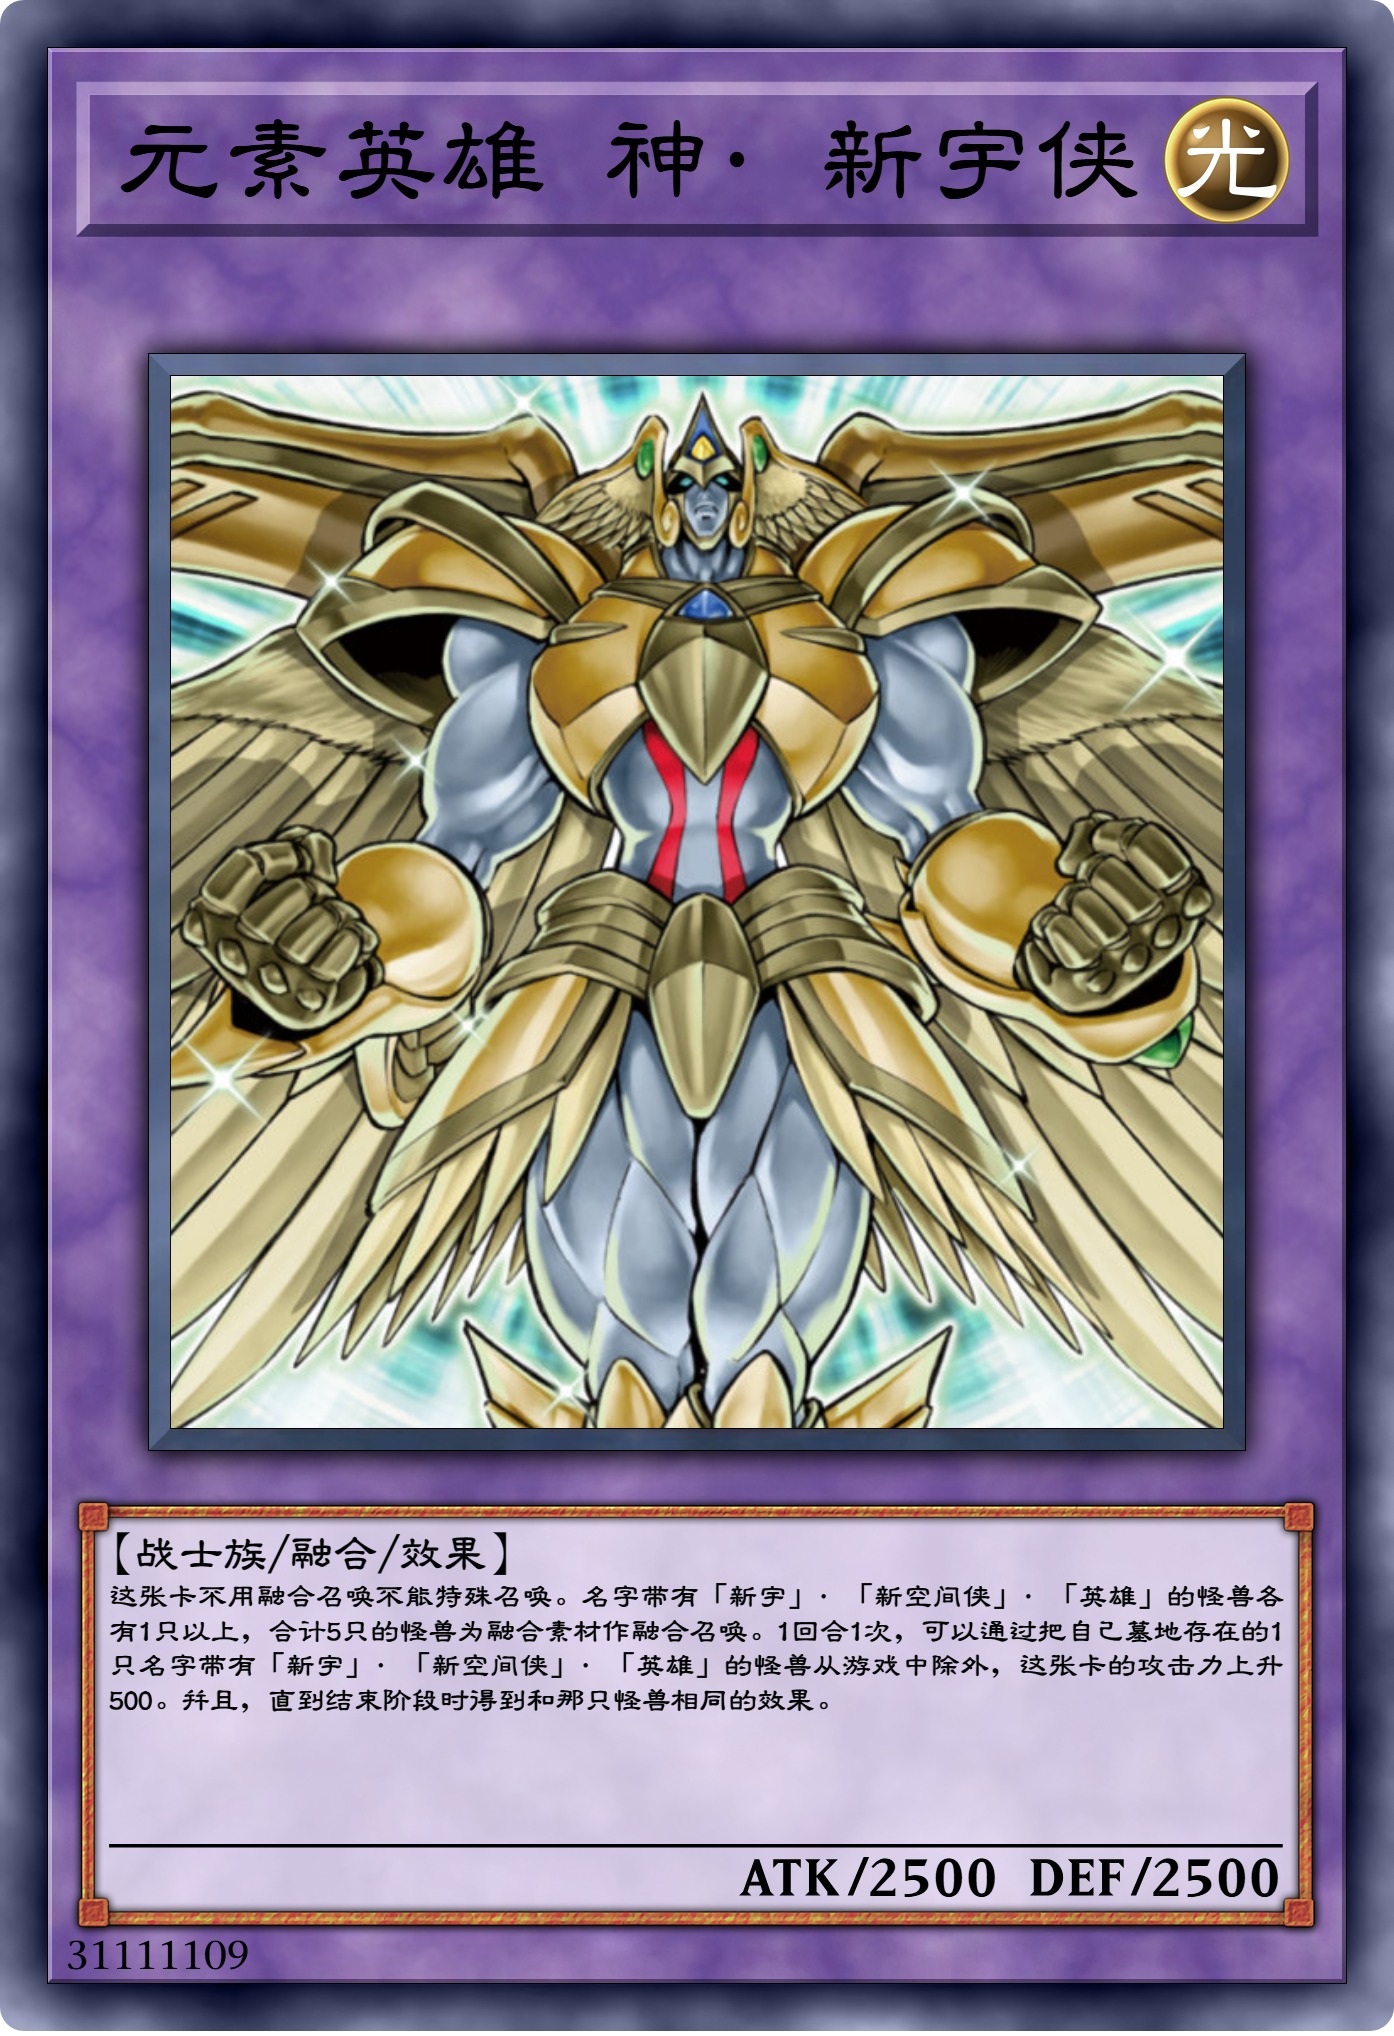 元素英雄 神· 新宇侠
光
【战士族/融合/效果】
这张卡不用融合召唤不能特殊召唤。名字带有「新宇」·「新空间侠」·「英雄」的怪兽各
有1只以上，合计5只的怪兽为融合素材作融合召唤。1回合1次，可以通过把自己墓地存在的1
只名字带有「新宇」·「新空间侠」·「英雄」的怪兽从游戏中除外，这张卡的攻击力上升
500。并且，直到结束阶段时得到和那只怪兽相同的效果。
ATK/2500 DEF/2500
31111109